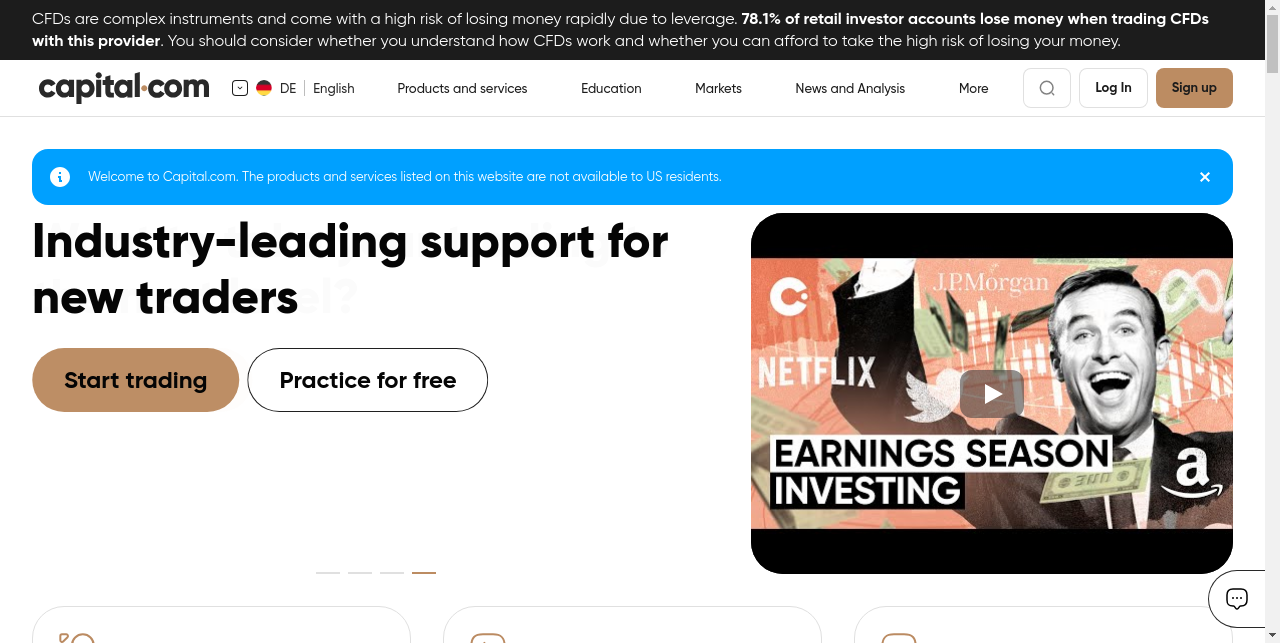 CFDs are complex instruments and come with a high risk of losing money rapidly due to leverage. 78.1% of retail investor accounts lose money when trading CFDs
with this provider. You should consider whether you understand how CFDs work and whether you can afford to take the high risk of losing your money.
capital.com
DE
English
Products and services
Education
Markets
News and Analysis
More
Log In
Sign up
Welcome to Capital.com. The products and services listed on this website are not available to US residents.
Industry-leading support for
new traders
Start trading
Practice for free
J.P.Morgan
NETFLIX
EARNINGS SEASON
INVESTING